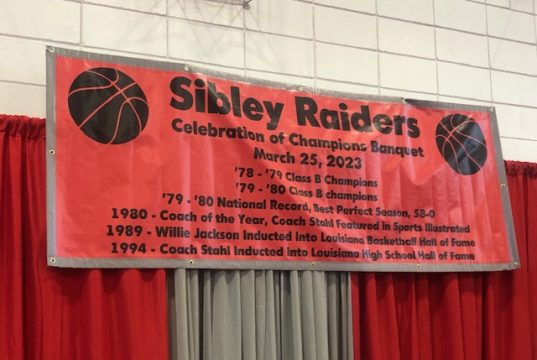 Sibley Raiders
Celebration of Champions Banquet
March 25, 2023
'78 - '79 Class B Champions
'79 - '80 Class B champions
'79 - '80 National Record, Best Perfect Season, 58-0
1980 - Coach of the Year, Coach Stahl Featured in Sports Illustrated
1989 - Willie Jackson Inducted Into Louisiana Basketball Hall of Fame
1994 - Coach Stahl Inducted Into Louisiana High School Hall of Fame